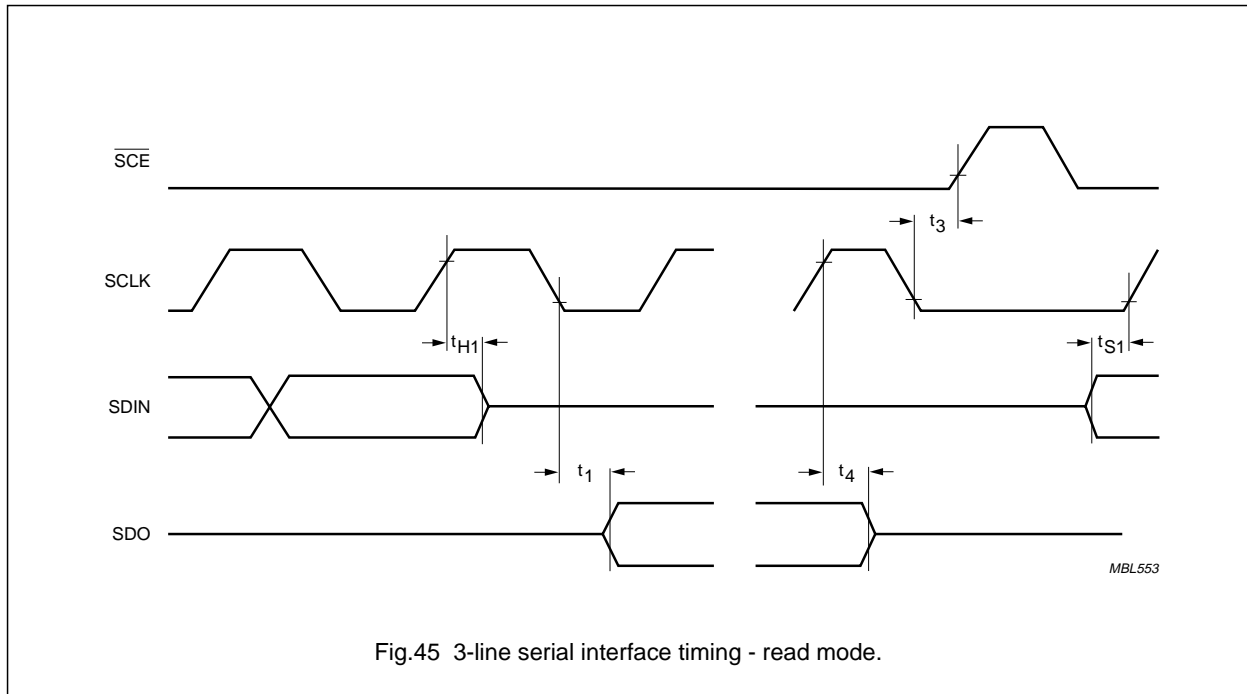 SCE
t3
SCLK
tH1
tS1
SDIN
t1
t4
SDO
MBL553
Fig.45 3-line serial interface timing - read mode.